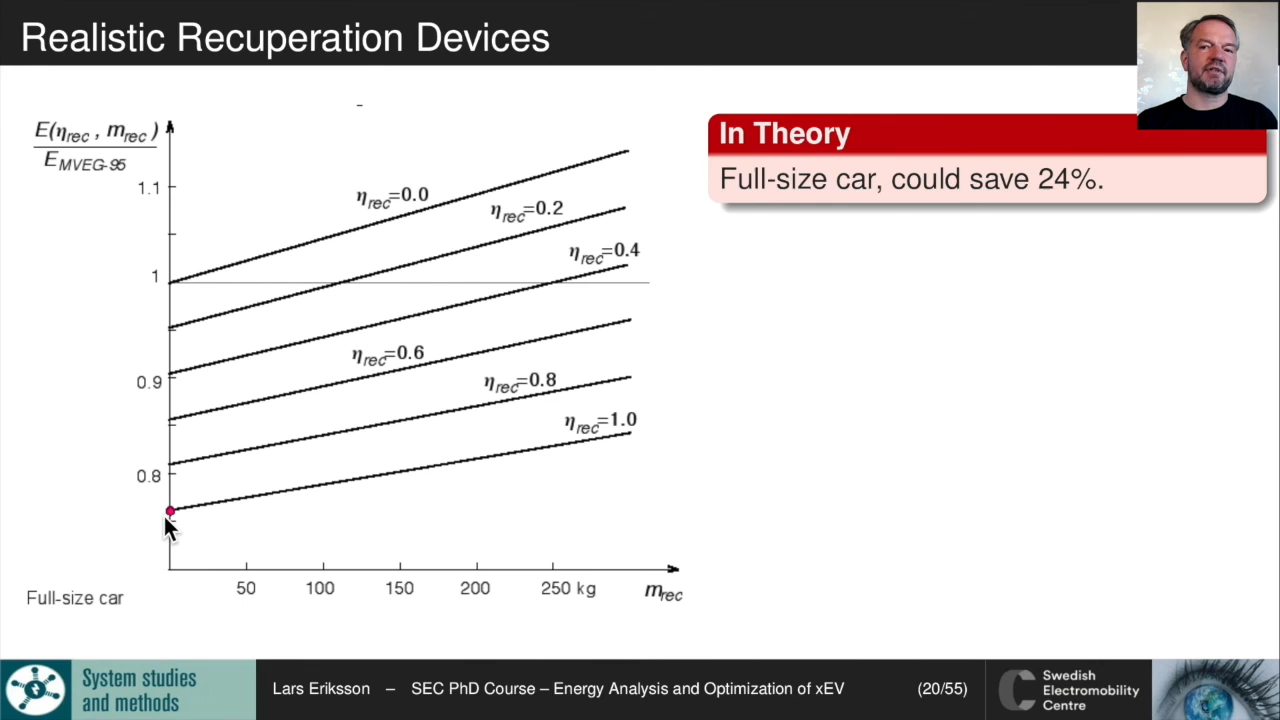 Realistic Recuperation Devices
E(ηrec , mrec )
EMVEG-95
1.1
1
0.9
0.8
ηrec=0.0
ηrec=0.2
ηrec=0.4
ηrec=0.6
ηrec=0.8
ηrec=1.0
50 100 150 200 250 kg mrec
Full-size car
In Theory
Full-size car, could save 24%.
System studies
and methods
Lars Eriksson – SEC PhD Course – Energy Analysis and Optimization of xEV (20/55)
Swedish
Electromobility
Centre